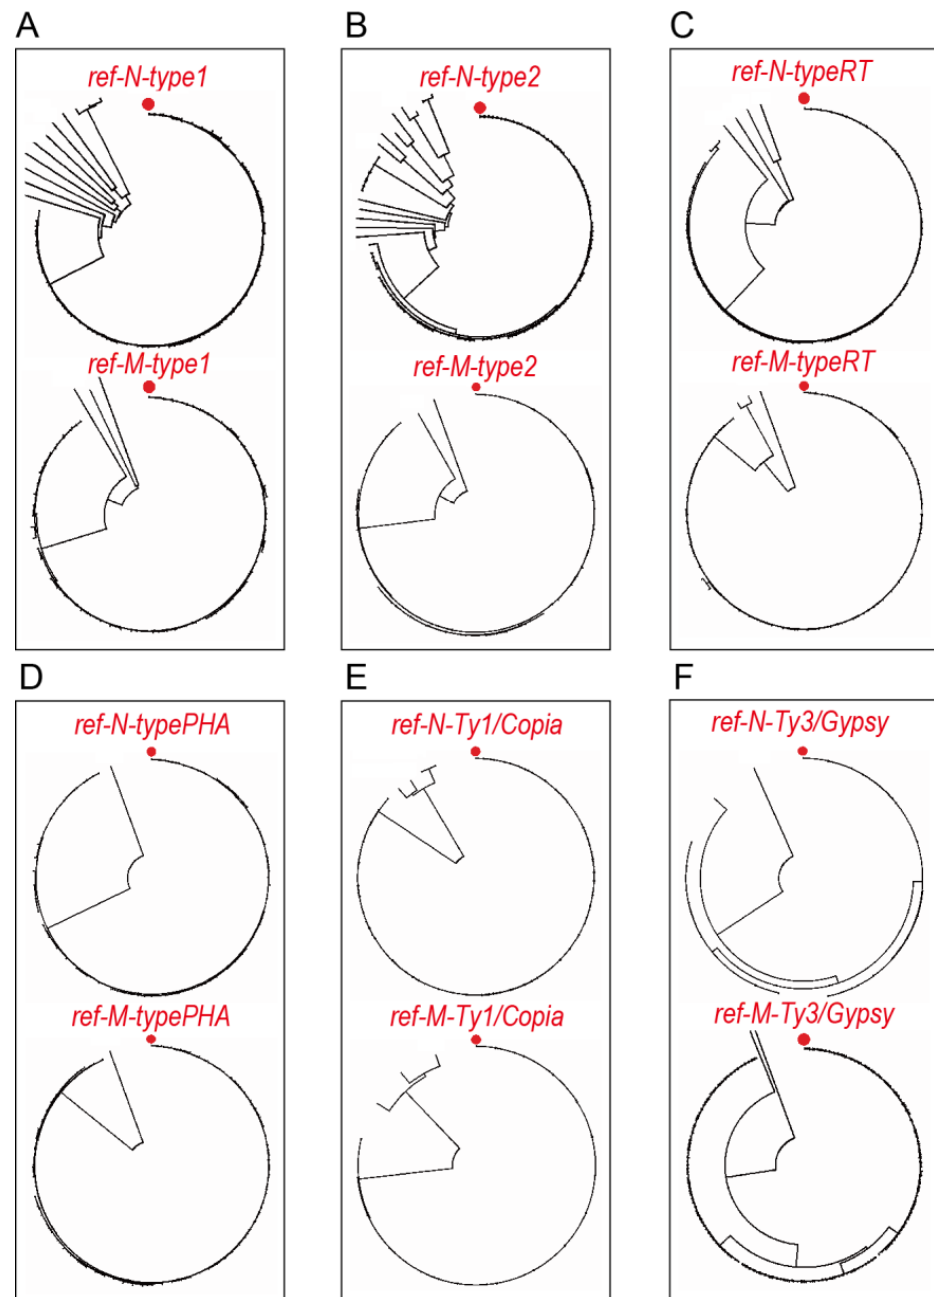 A
B
C
ref-N-type1
ref-N-type2
ref-N-typeRT
ref-M-type1
ref-M-type2
ref-M-typeRT
D
E
F
ref-N-typePHA
ref-N-Ty1/Copia
ref-N-Ty3/Gypsy
ref-M-typePHA
ref-M-Ty1/Copia
ref-M-Ty3/Gypsy